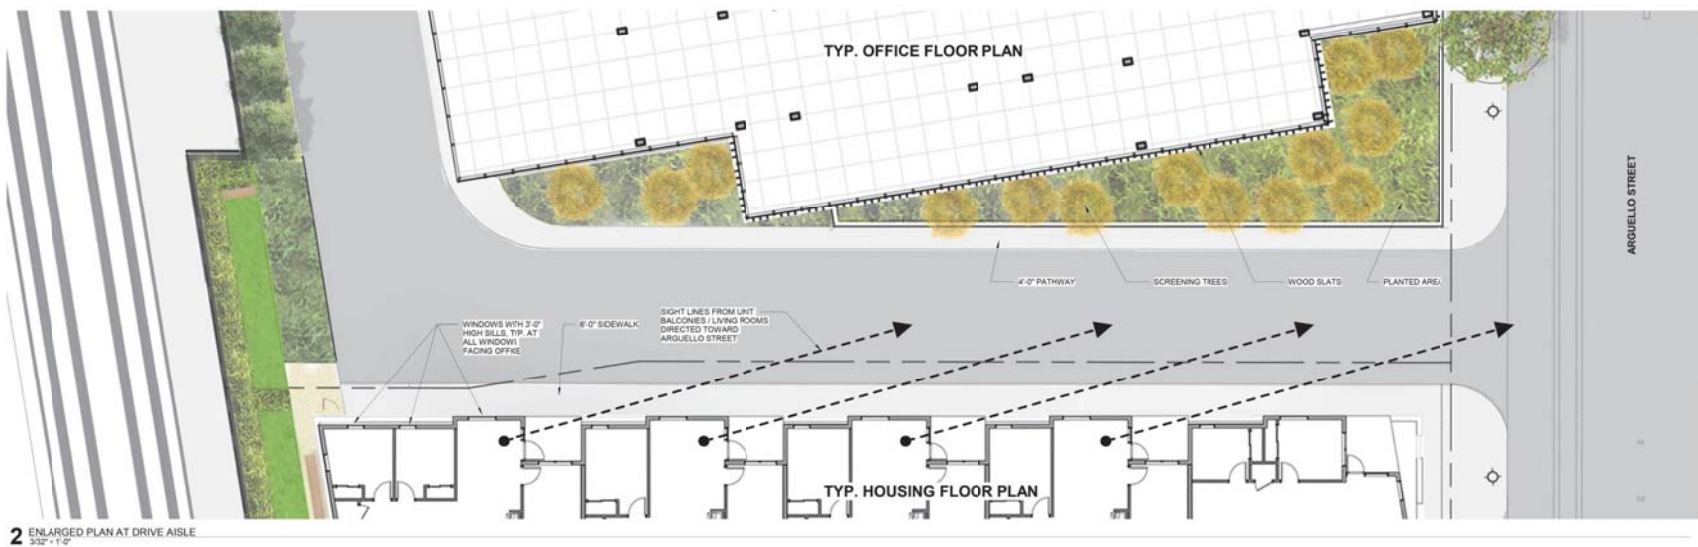 TYP. OFFICE FLOOR PLAN
ARGUELLO STREET
4'-0" PATHWAY
SCREENING TREES
WOOD SLATS
PLANTED AREA
WINDOWS WITH 3'-0"
HIGH SILLS, TYP. AT
ALL WINDOWS
FACING OFFICE
6'-0" SIDEWALK
SIGHT LINES FROM UNIT
BALCONIES / LIVING ROOMS
DIRECTED TOWARD
ARGUELLO STREET
TYP. HOUSING FLOOR PLAN
2 ENLARGED PLAN AT DRIVE AISLE
3/32" = 1'-0"